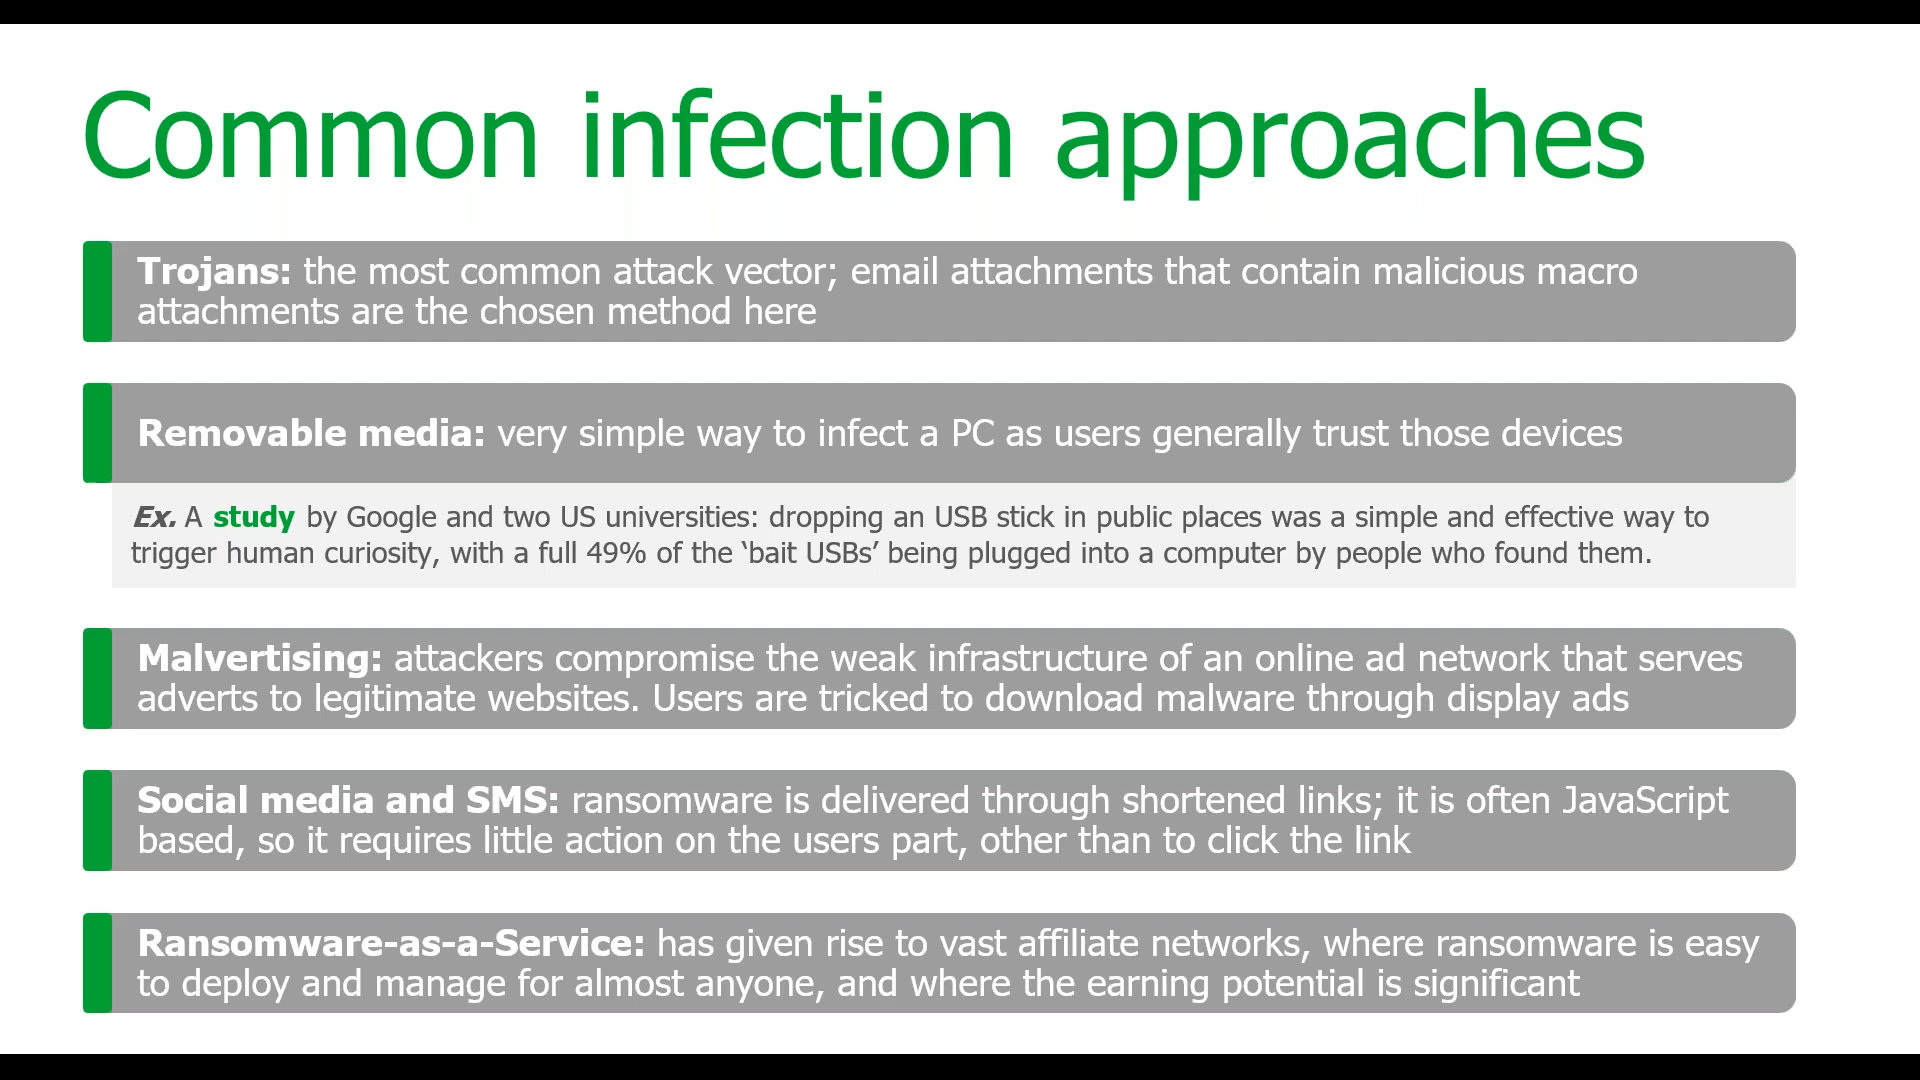 Common infection approaches
Trojans: the most common attack vector; email attachments that contain malicious macro
attachments are the chosen method here
Removable media: very simple way to infect a PC as users generally trust those devices
Ex. A study by Google and two US universities: dropping an USB stick in public places was a simple and effective way to
trigger human curiosity, with a full 49% of the ‘bait USBs’ being plugged into a computer by people who found them.
Malvertising: attackers compromise the weak infrastructure of an online ad network that serves
adverts to legitimate websites. Users are tricked to download malware through display ads
Social media and SMS: ransomware is delivered through shortened links; it is often JavaScript
based, so it requires little action on the users part, other than to click the link
Ransomware-as-a-Service: has given rise to vast affiliate networks, where ransomware is easy
to deploy and manage for almost anyone, and where the earning potential is significant